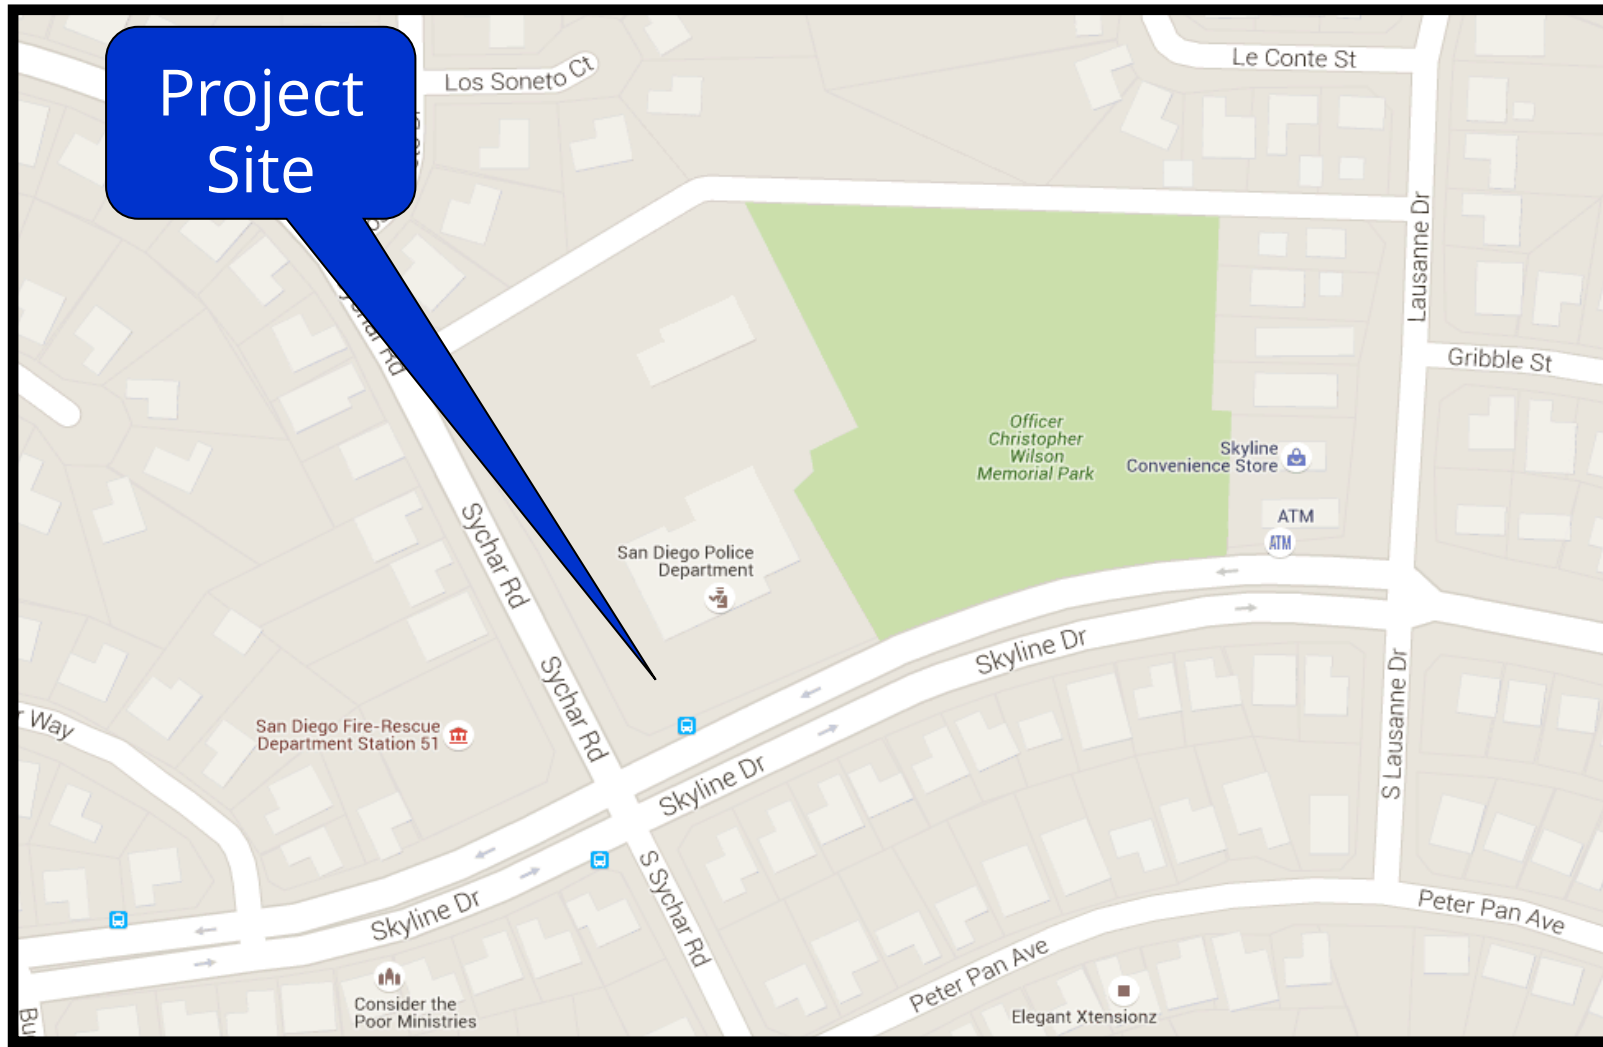 Project
Site
Los Soneto Ct
Le Conte St
Lausanne Dr
Gribble St
Sychar Rd
Officer
Christopher
Wilson
Memorial Park
Skyline
Convenience Store
ATM
ATM
Sychar Rd
San Diego Police
Department
Skyline Dr
Sychar Rd
S Lausanne Dr
Way
San Diego Fire-Rescue
Department Station 51
Skyline Dr
S Sychar Rd
Skyline Dr
Peter Pan Ave
Peter Pan Ave
Consider the
Poor Ministries
Elegant Xtensionz